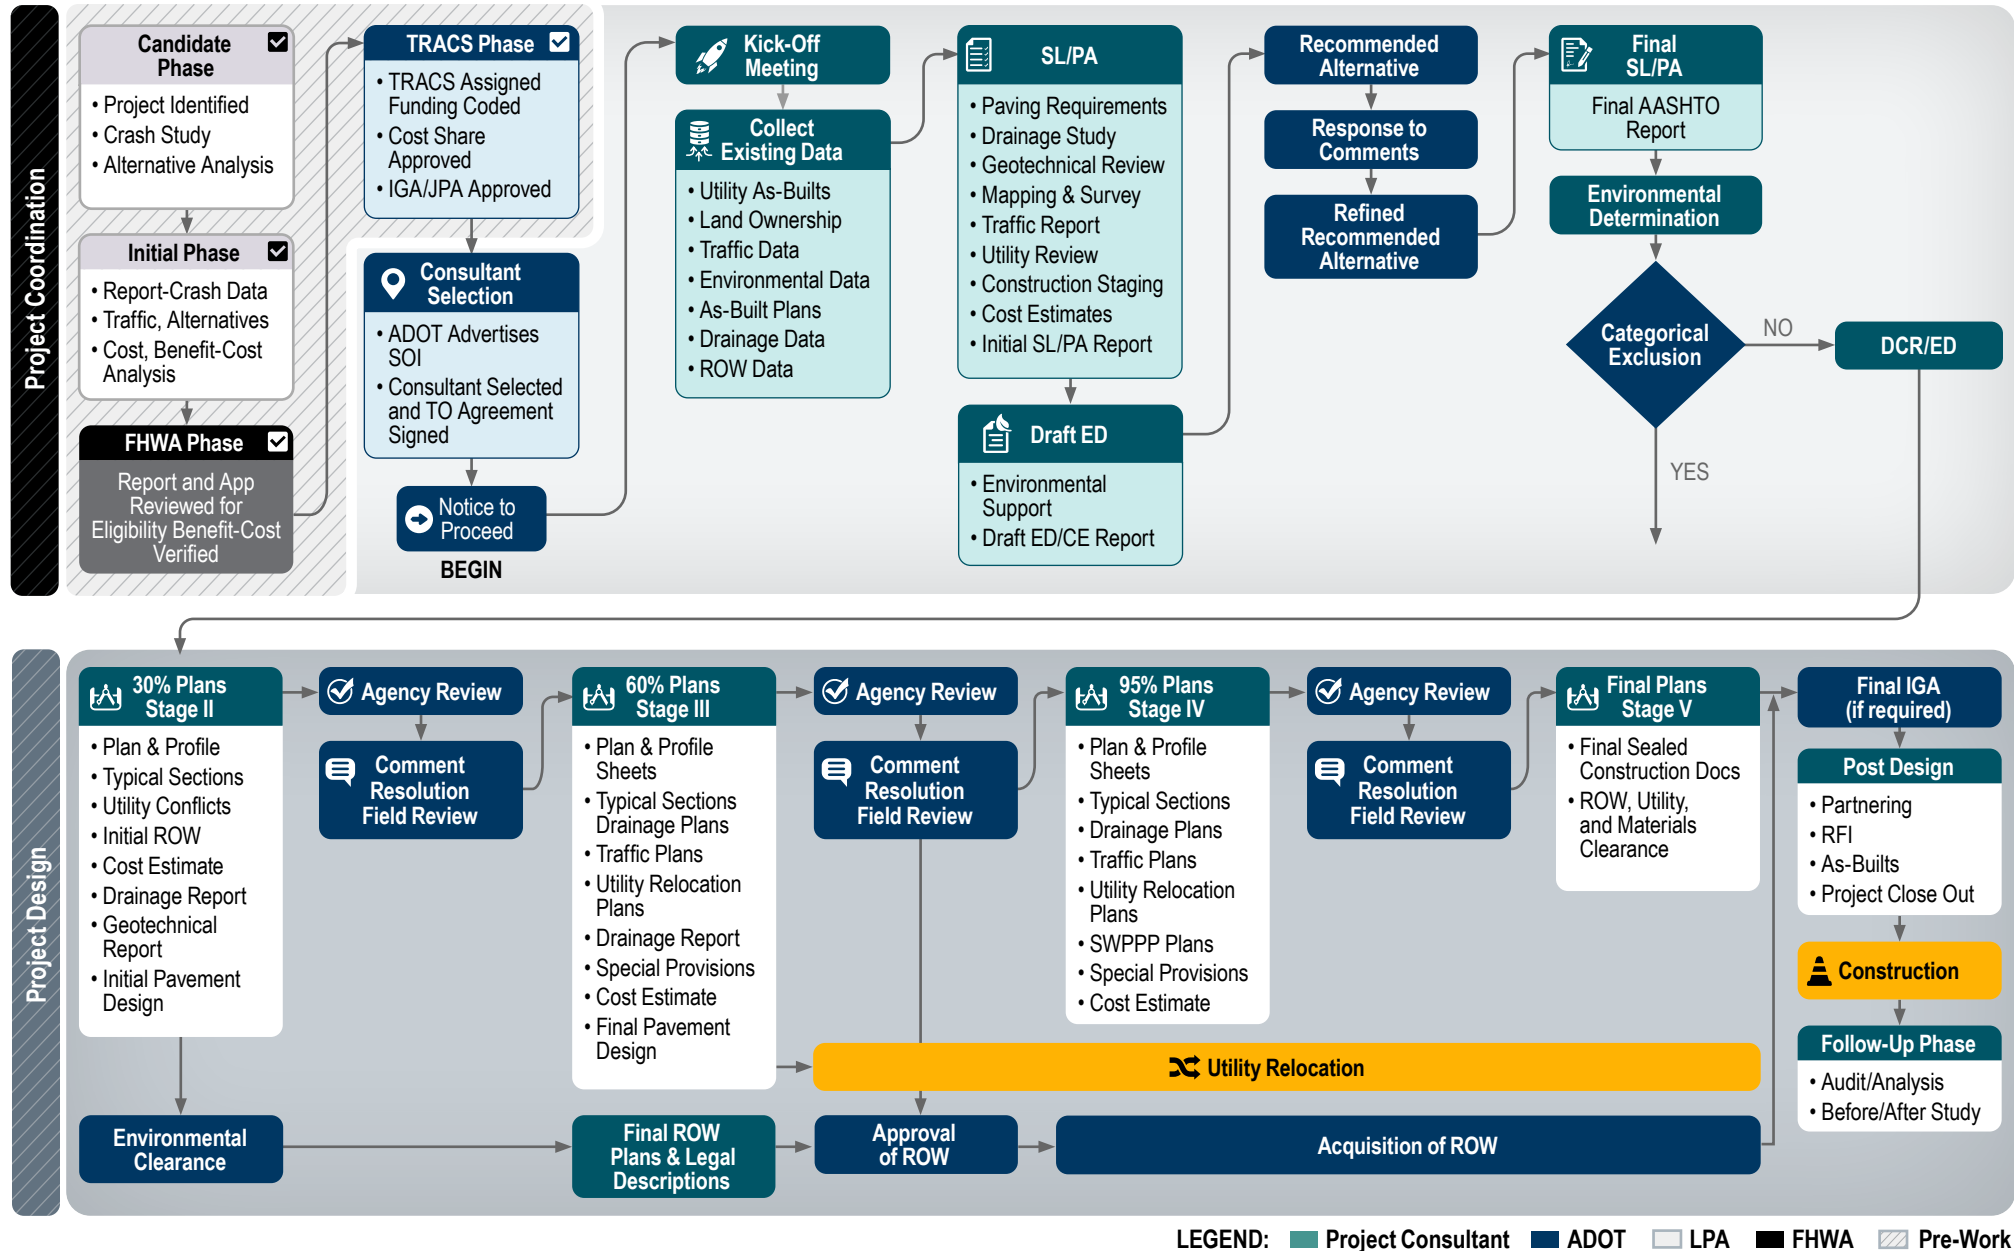 Project Coordination
Candidate
Phase
• Project Identified
• Crash Study
• Alternative Analysis
Initial Phase
• Report-Crash Data
• Traffic, Alternatives
• Cost, Benefit-Cost
Analysis
FHWA Phase
Report and App
Reviewed for
Eligibility Benefit-Cost
Verified
TRACS Phase
• TRACS Assigned
Funding Coded
• Cost Share
Approved
• IGA/JPA Approved
Consultant
Selection
• ADOT Advertises
SOI
• Consultant Selected
and TO Agreement
Signed
Notice to
Proceed
BEGIN
Kick-Off
Meeting
Collect
Existing Data
• Utility As-Builts
• Land Ownership
• Traffic Data
• Environmental Data
• As-Built Plans
• Drainage Data
• ROW Data
SL/PA
• Paving Requirements
• Drainage Study
• Geotechnical Review
• Mapping & Survey
• Traffic Report
• Utility Review
• Construction Staging
• Cost Estimates
• Initial SL/PA Report
Draft ED
• Environmental
Support
• Draft ED/CE Report
Recommended
Alternative
Response to
Comments
Refined
Recommended
Alternative
Final
SL/PA
Final AASHTO
Report
Environmental
Determination
Categorical
Exclusion
NO
YES
DCR/ED
Project Design
30% Plans
Stage II
• Plan & Profile
• Typical Sections
• Utility Conflicts
• Initial ROW
• Cost Estimate
• Drainage Report
• Geotechnical
Report
• Initial Pavement
Design
Environmental
Clearance
Agency Review
Comment
Resolution
Field Review
60% Plans
Stage III
• Plan & Profile
Sheets
• Typical Sections
Drainage Plans
• Traffic Plans
• Utility Relocation
Plans
• Drainage Report
• Special Provisions
• Cost Estimate
• Final Pavement
Design
Final ROW
Plans & Legal
Descriptions
Agency Review
Comment
Resolution
Field Review
Utility Relocation
Approval
of ROW
Acquisition of ROW
95% Plans
Stage IV
• Plan & Profile
Sheets
• Typical Sections
• Drainage Plans
• Traffic Plans
• Utility Relocation
Plans
• SWPPP Plans
• Special Provisions
• Cost Estimate
Agency Review
Comment
Resolution
Field Review
Final Plans
Stage V
• Final Sealed
Construction Docs
• ROW, Utility,
and Materials
Clearance
Final IGA
(if required)
Post Design
• Partnering
• RFI
• As-Builts
• Project Close Out
Construction
Follow-Up Phase
• Audit/Analysis
• Before/After Study
LEGEND: Project Consultant ADOT LPA FHWA Pre-Work